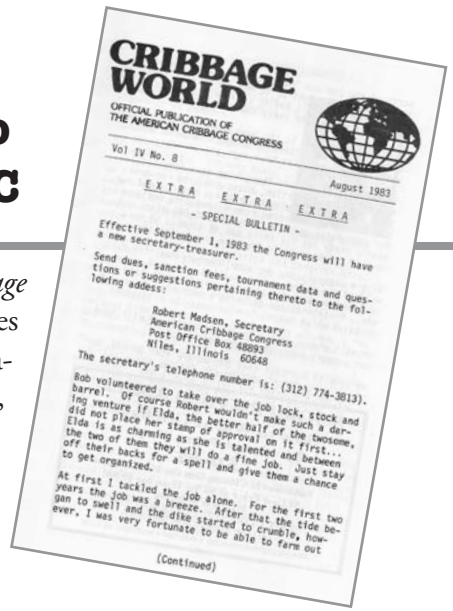 CRIBBAGE
WORLD
OFFICIAL PUBLICATION OF
THE AMERICAN CRIBBAGE CONGRESS
Vol IV No. 8
August 1983
E X T R A E X T R A E X T R A
- SPECIAL BULLETIN -
Effective September 1, 1983 the Congress will have
a new secretary-treasurer.
Send dues, sanction fees, tournament data and ques-
tions or suggestions pertaining thereto to the fol-
lowing addess:
Robert Madsen, Secretary
American Cribbage Congress
Post Office Box 48893
Niles, Illinois 60648
The secretary's telephone number is: (312) 774-3813).
Bob volunteered to take over the job lock, stock and
barrel. Of course Robert wouldn't make such a dar-
ing venture if Elda, the better half of the twosome,
did not place her stamp of approval on it first...
Elda is as charming as she is talented and between
the two of them they will do a fine job. Just stay
off their backs for a spell and give them a chance
to get organized.
At first I tackled the job alone. For the first two
years the job was a breeze. After that the tide be-
gan to swell and the dike started to crumble, how-
ever, I was very fortunate to be able to farm out
(Continued)